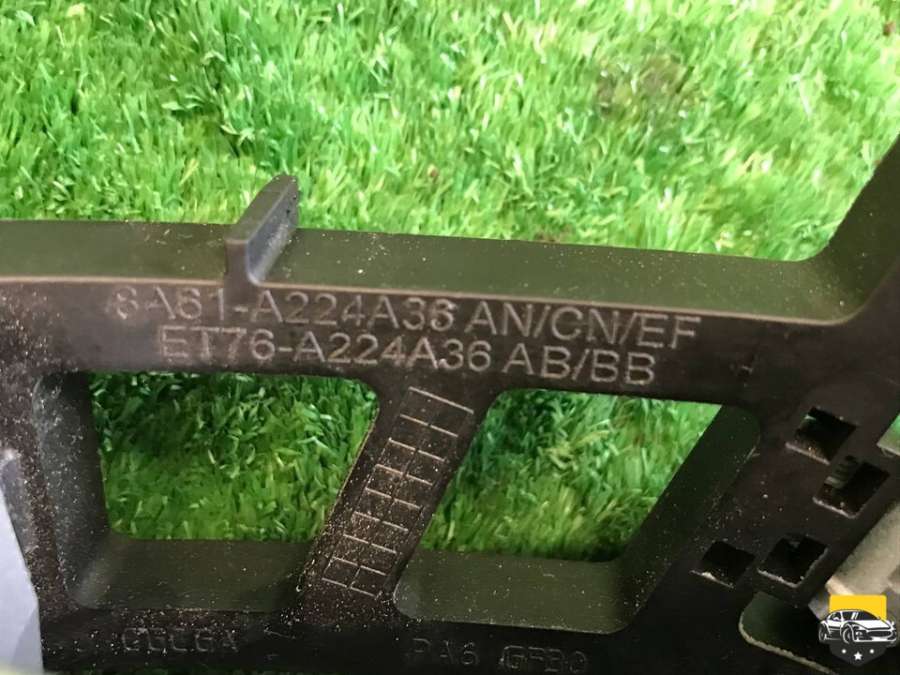 8A61-A224A36 AN/CN/EF
ET76-A224A36 AB/BB
PA6 GF30